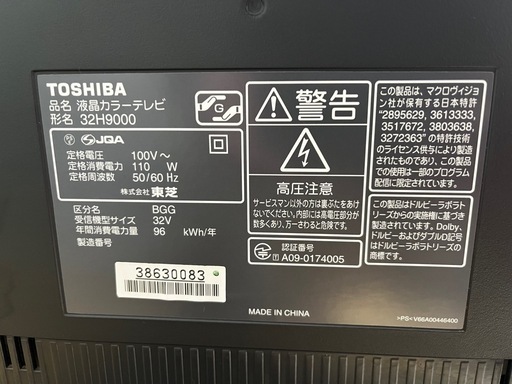 TOSHIBA
品名 液晶カラーテレビ
形名 32H9000
JQA
定格電圧 100V～
定格消費電力 110 W
定格周波数 50/60 Hz
株式会社 東芝
区分名 BGG
受信機型サイズ 32V
年間消費電力量 96 kWh/年
製造番号
38630083
警告
高圧注意
サービスマン以外の方は裏ぶたをあけないでください。
内部には高圧部分が数多くあり、万一さわると危険です。
認証番号
T A09-0174005
MADE IN CHINA
この製品は、マクロヴィジョン社が所有する日本特許
"2895629, 3613333,
3517672, 3803638,
3272363" の特許技術
のライセンス供与により製造されたものであって、この製品での使用を一部のプログラム配信に限定されています。
この製品はドルビーラボラトリーズからの実施権に基づき製造されています。Dolby、ドルビーおよびダブルD記号はドルビーラボラトリーズの商標です。
>PS< V66A00446400